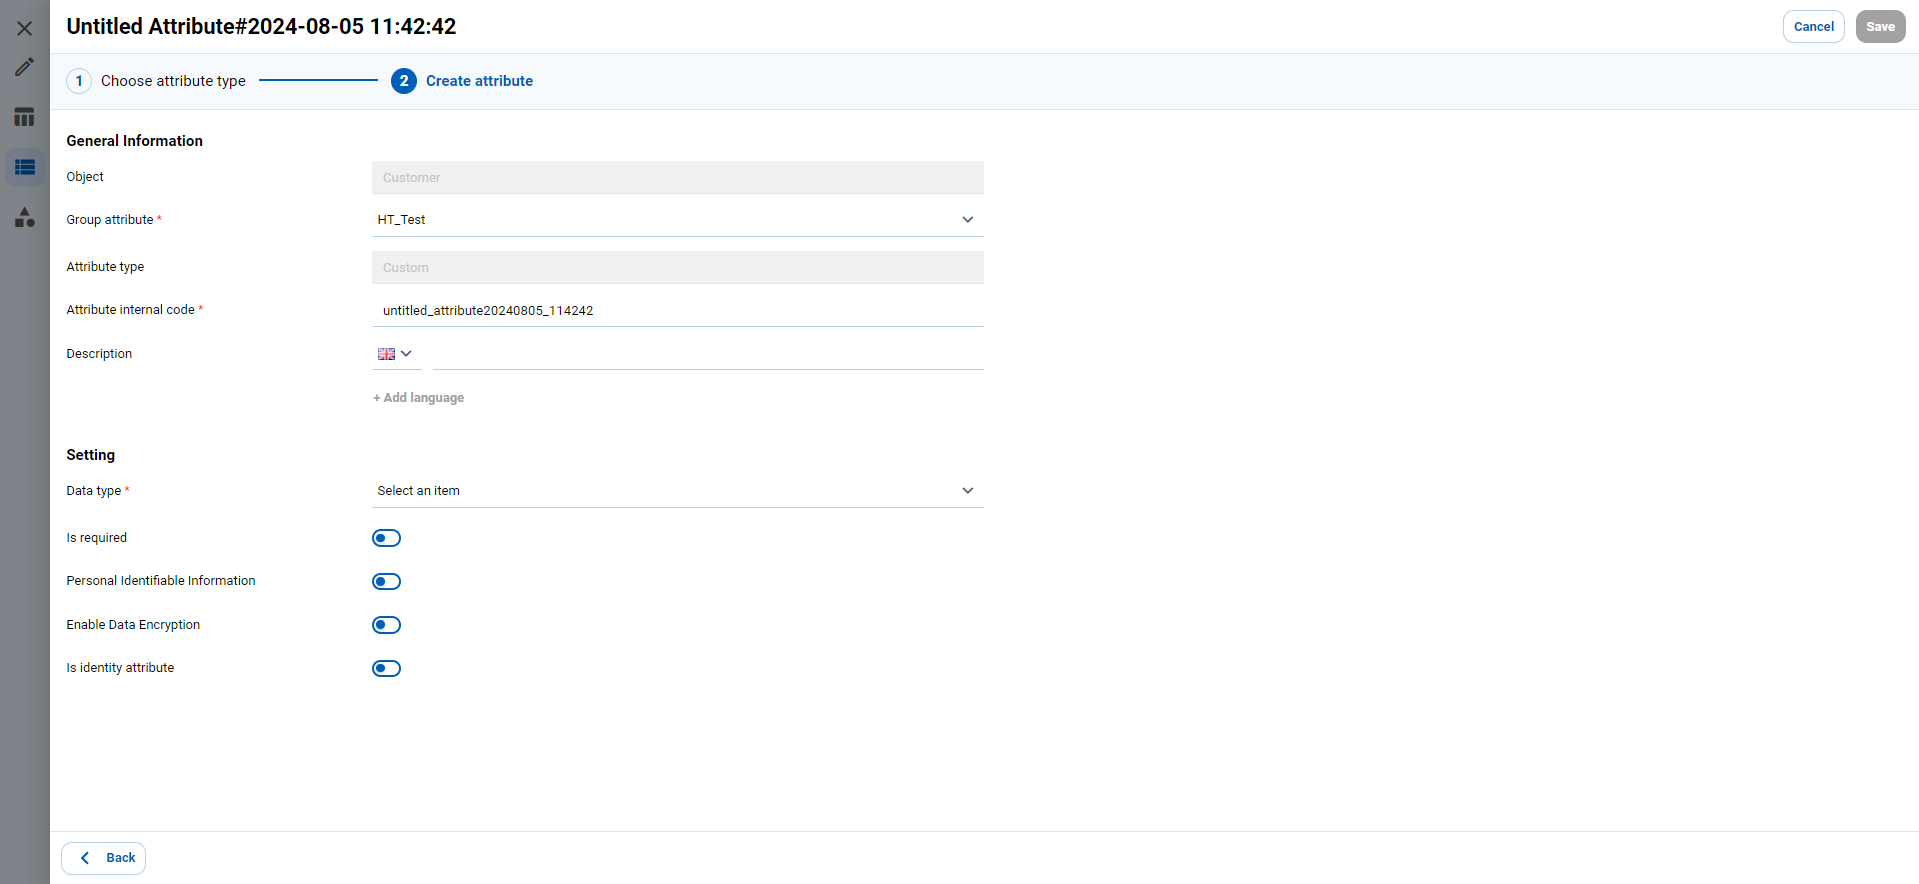 Untitled Attribute#2024-08-05 11:42:42
Cancel
Save
1 Choose attribute type
2 Create attribute
General Information
Object
Customer
Group attribute *
HT_Test
Attribute type
Custom
Attribute internal code *
untitled_attribute20240805_114242
Description
+ Add language
Setting
Data type *
Select an item
Is required
Personal Identifiable Information
Enable Data Encryption
Is identity attribute
Back